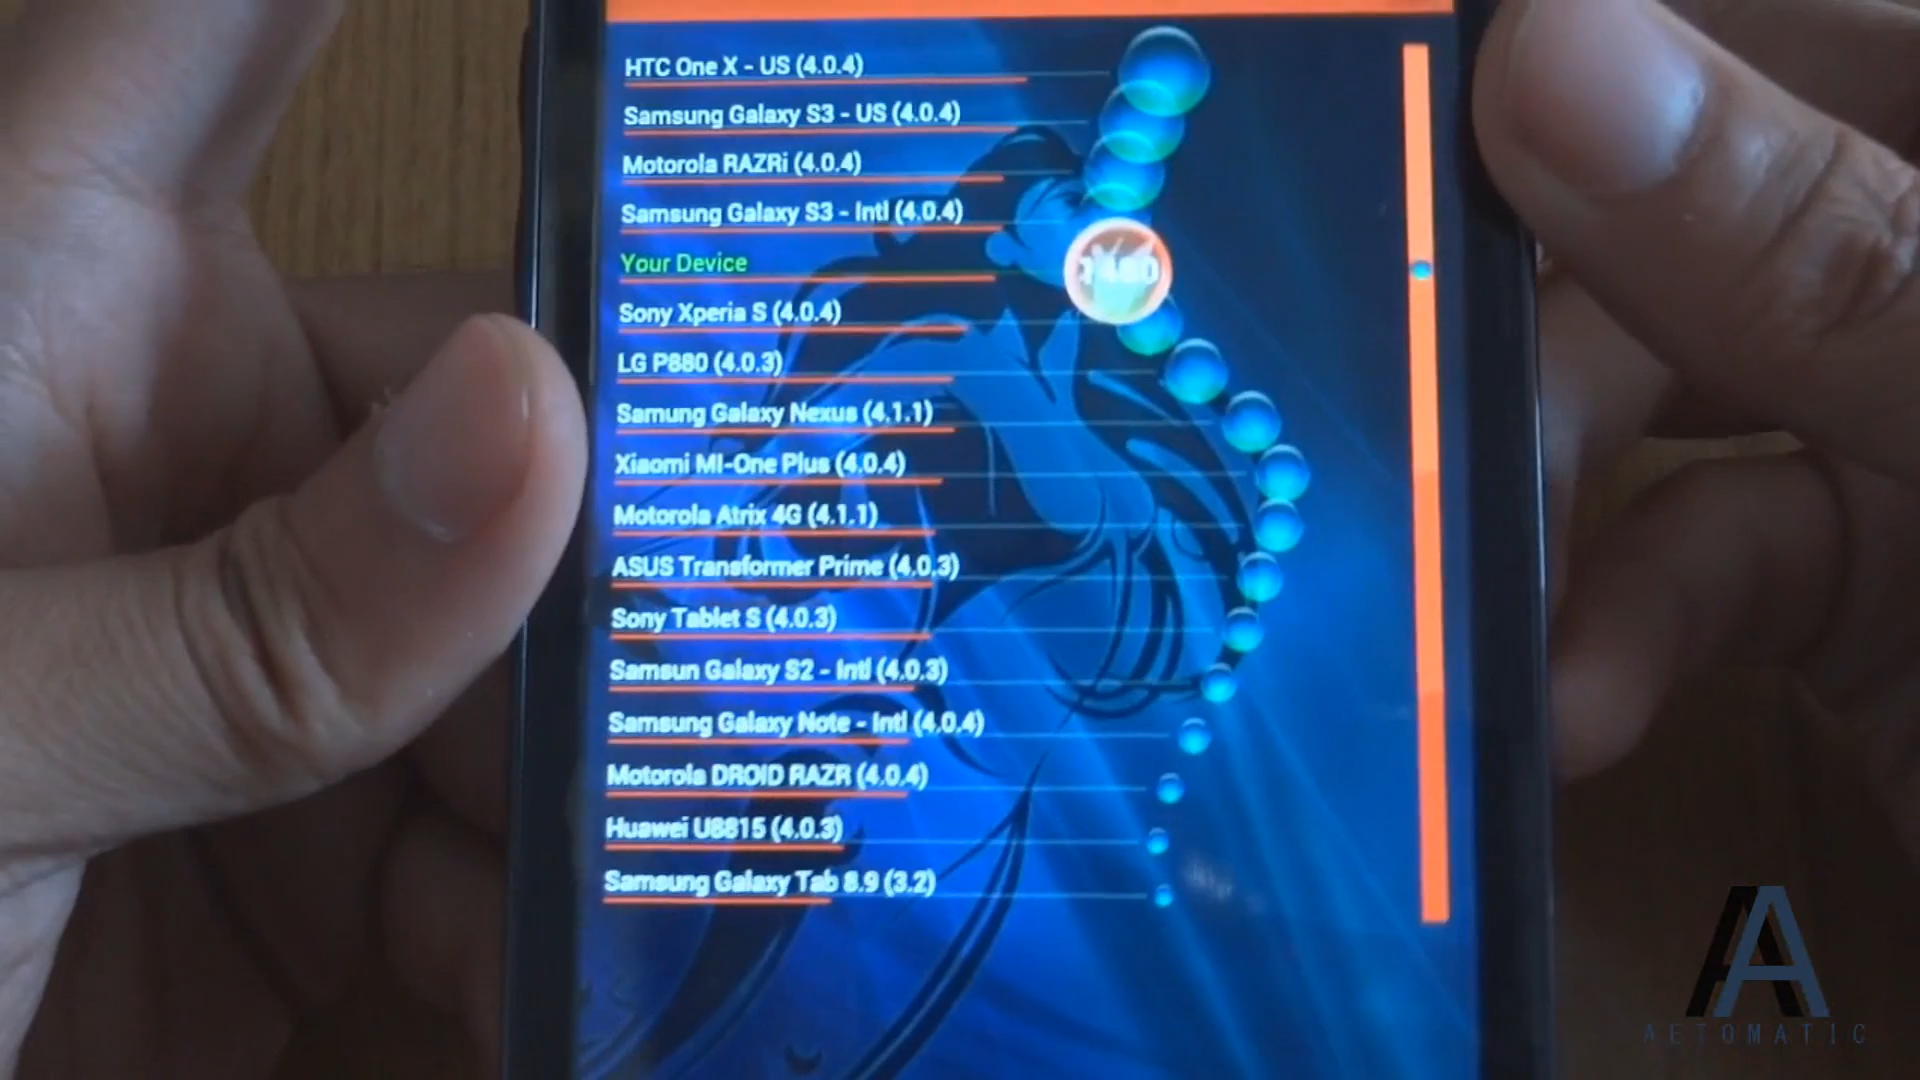 HTC One X - US (4.0.4)
Samsung Galaxy S3 - US (4.0.4)
Motorola RAZRi (4.0.4)
Samsung Galaxy S3 - Intl (4.0.4)
Your Device
Sony Xperia S (4.0.4)
LG P880 (4.0.3)
Samung Galaxy Nexus (4.1.1)
Xiaomi MI-One Plus (4.0.4)
Motorola Atrix 4G (4.1.1)
ASUS Transformer Prime (4.0.3)
Sony Tablet S (4.0.3)
Samsun Galaxy S2 - Intl (4.0.3)
Samsung Galaxy Note - Intl (4.0.4)
Motorola DROID RAZR (4.0.4)
Huawei U8815 (4.0.3)
Samsung Galaxy Tab 8.9 (3.2)
AA
AETOMATIC